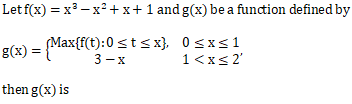 Let f(x) = x³ – x² + x + 1 and g(x) be a function defined by
g(x) = {Max{f(t):0 ≤ t ≤ x}, 0 ≤ x ≤ 1
3 – x 1 < x ≤ 2′
then g(x) is